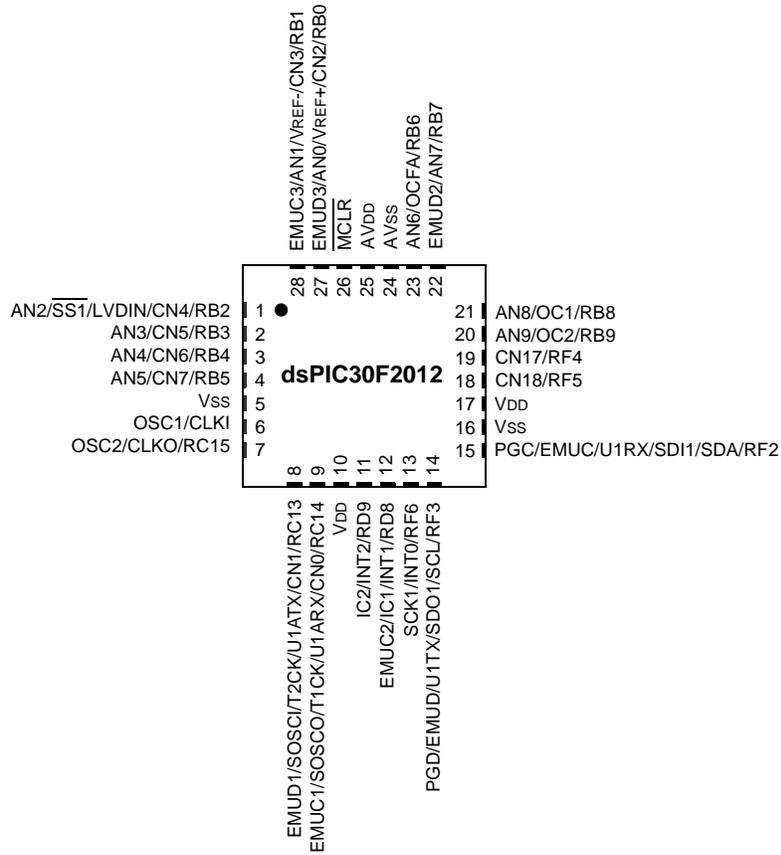 EMUC3/AN1/VREF-/CN3/RB1
EMUD3/AN0/VREF+/CN2/RB0
MCLR
AVDD
AVSS
AN6/OCFA/RB6
EMUD2/AN7/RB7
28 27 26 25 24 23 22
AN2/SS1/LVDIN/CN4/RB2 1
AN3/CN5/RB3 2
AN4/CN6/RB4 3
AN5/CN7/RB5 4
VSS 5
OSC1/CLKI 6
OSC2/CLKO/RC15 7
dsPIC30F2012
21 AN8/OC1/RB8
20 AN9/OC2/RB9
19 CN17/RF4
18 CN18/RF5
17 VDD
16 VSS
15 PGC/EMUC/U1RX/SDI1/SDA/RF2
8 9 10 11 12 13 14
EMUD1/SOSCI/T2CK/U1ATX/CN1/RC13
EMUC1/SOSCO/T1CK/U1ARX/CN0/RC14
VDD
IC2/INT2/RD9
EMUC2/IC1/INT1/RD8
SCK1/INT0/RF6
PGD/EMUD/U1TX/SDO1/SCL/RF3